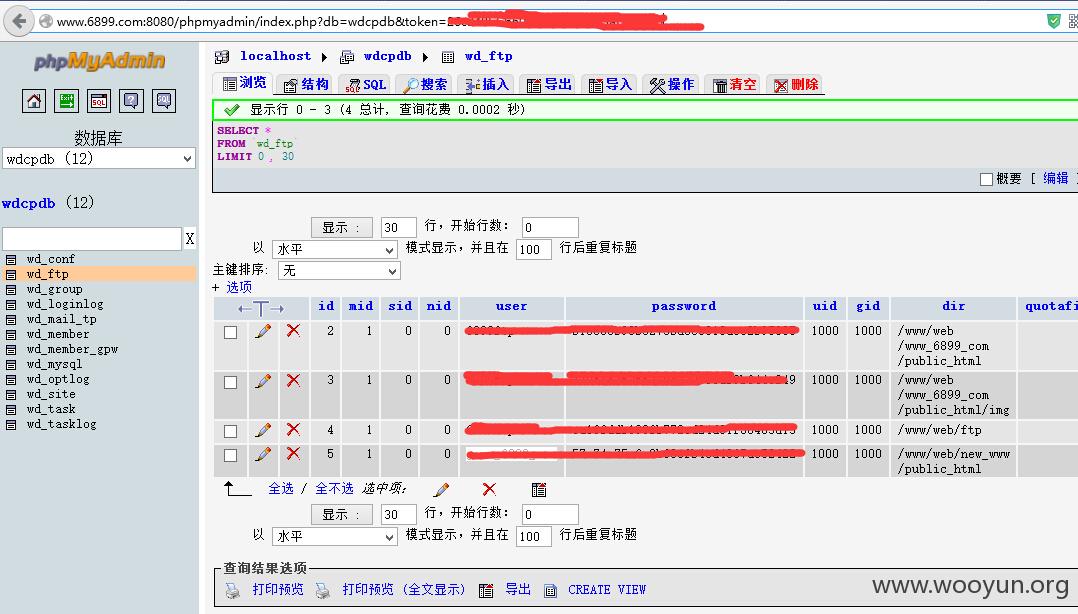 www.6899.com:8080/phpmyadmin/index.php?db=wdcpdb&token=
phpMyAdmin
数据库
wdcpdb (12)
wdcpdb (12)
X
wd_conf
wd_ftp
wd_group
wd_loginlog
wd_mail_tp
wd_member
wd_member_gpw
wd_mysql
wd_optlog
wd_site
wd_task
wd_tasklog
localhost wdcpdb wd_ftp
浏览 结构 SQL 搜索 插入 导出 导入 操作 清空 删除
显示行 0 - 3 (4 总计, 查询花费 0.0002 秒)
SELECT *
FROM `wd_ftp`
LIMIT 0 , 30
概要 [ 编辑 ]
显示 : 30 行，开始行数: 0
以 水平 模式显示，并且在 100 行后重复标题
主键排序: 无
+ 选项
←T→ id mid sid nid user password uid gid dir quotafi
2 1 0 0 1000 1000 /www/web
/www_6899_com
/public_html
3 1 0 0 1000 1000 /www/web
/www_6899_com
/public_html/img
4 1 0 0 1000 1000 /www/web/ftp
5 1 0 0 1000 1000 /www/web/new_www
/public_html
全选 / 全不选 选中项:
显示 : 30 行，开始行数: 0
以 水平 模式显示，并且在 100 行后重复标题
查询结果选项
打印预览 打印预览 (全文显示) 导出 CREATE VIEW
www.wooyun.org